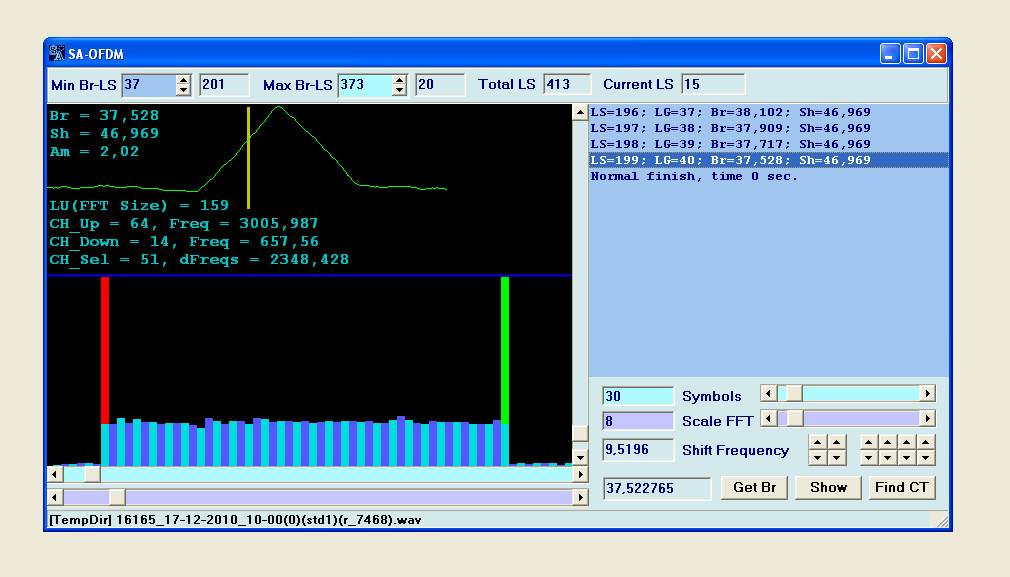 SA-OFDM
Min Br-LS 37 201 Max Br-LS 373 20 Total LS 413 Current LS 15
Br = 37,528
Sh = 46,969
Am = 2,02
LU(FFT Size) = 159
CH_Up = 64, Freq = 3005,987
CH_Down = 14, Freq = 657,56
CH_Sel = 51, dFreqs = 2348,428
LS=196; LG=37; Br=38,102; Sh=46,969
LS=197; LG=38; Br=37,909; Sh=46,969
LS=198; LG=39; Br=37,717; Sh=46,969
LS=199; LG=40; Br=37,528; Sh=46,969
Normal finish, time 0 sec.
30 Symbols
8 Scale FFT
9,5196 Shift Frequency
37,522765 Get Br Show Find CT
[TempDir] 16165_17-12-2010_10-00(0)(std1)(r_7468).wav